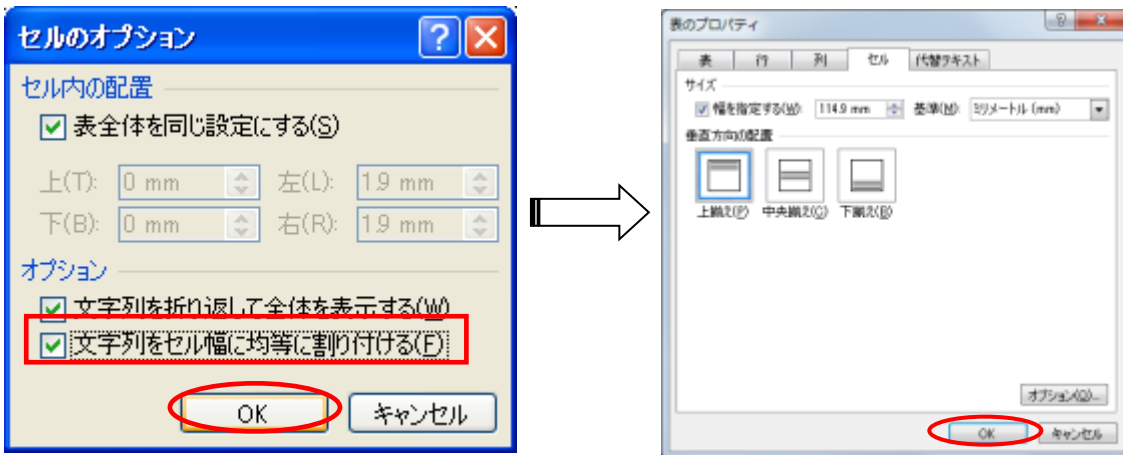 セルのオプション
セル内の配置
表全体を同じ設定にする(S)
上(T): 0 mm 左(L): 1.9 mm
下(B): 0 mm 右(R): 1.9 mm
オプション
文字列を折り返して全体を表示する(W)
文字列をセル幅に均等に割り付ける(F)
OK キャンセル
表のプロパティ
表 行 列 セル 代替テキスト
サイズ
幅を指定する(W): 114.9 mm 基準(M): ミリメートル (mm)
垂直方向の配置
上揃え(P) 中央揃え(C) 下揃え(B)
オプション(O)...
OK キャンセル